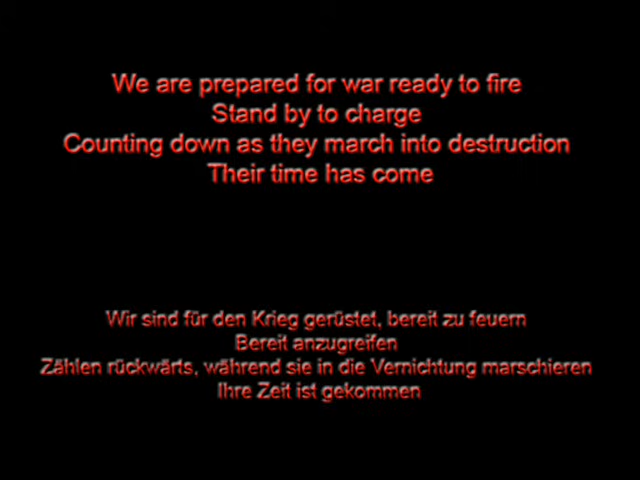 We are prepared for war ready to fire
Stand by to charge
Counting down as they march into destruction
Their time has come
Wir sind für den Krieg gerüstet, bereit zu feuern
Bereit anzugreifen
Zählen rückwärts, während sie in die Vernichtung marschieren
Ihre Zeit ist gekommen